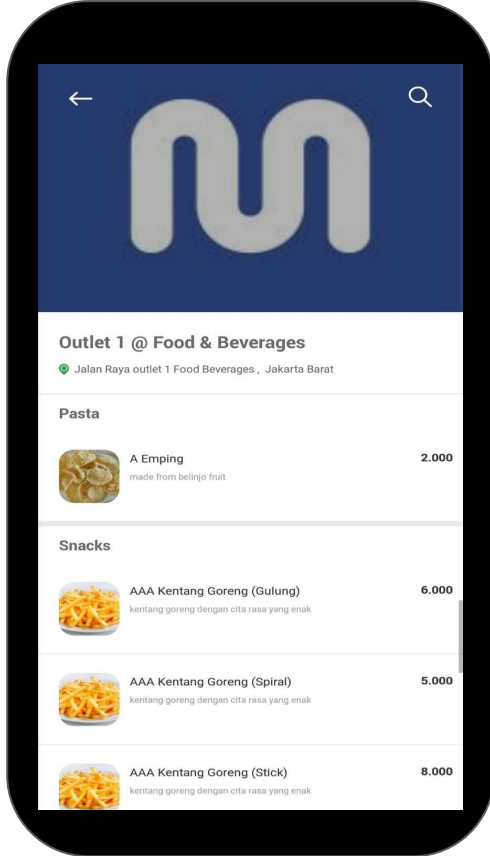 Outlet 1 @ Food & Beverages
Jalan Raya outlet 1 Food Beverages , Jakarta Barat
Pasta
A Emping 2.000
made from belinjo fruit
Snacks
AAA Kentang Goreng (Gulung) 6.000
kentang goreng dengan cita rasa yang enak
AAA Kentang Goreng (Spiral) 5.000
kentang goreng dengan cita rasa yang enak
AAA Kentang Goreng (Stick) 8.000
kentang goreng dengan cita rasa yang enak